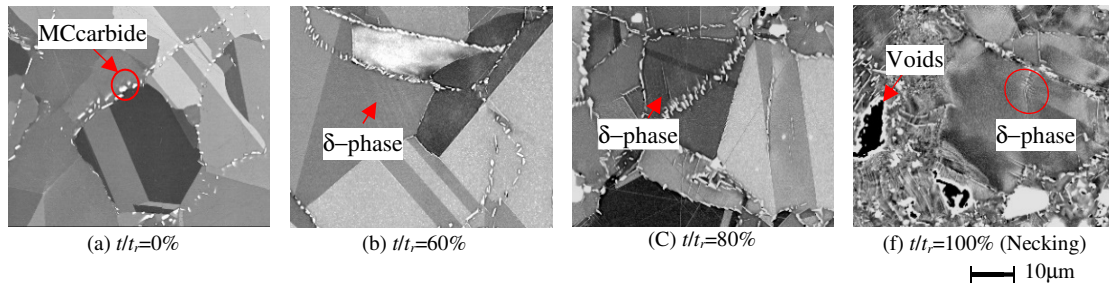 MCcarbide
δ−phase
δ−phase
Voids
δ−phase
(a) t/tr=0%
(b) t/tr=60%
(C) t/tr=80%
(f) t/tr=100% (Necking)
10μm